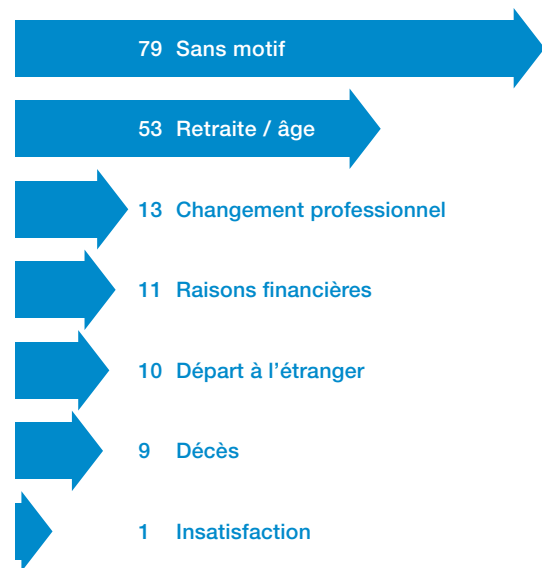 79 Sans motif
53 Retraite / âge
13 Changement professionnel
11 Raisons financières
10 Départ à l’étranger
9 Décès
1 Insatisfaction